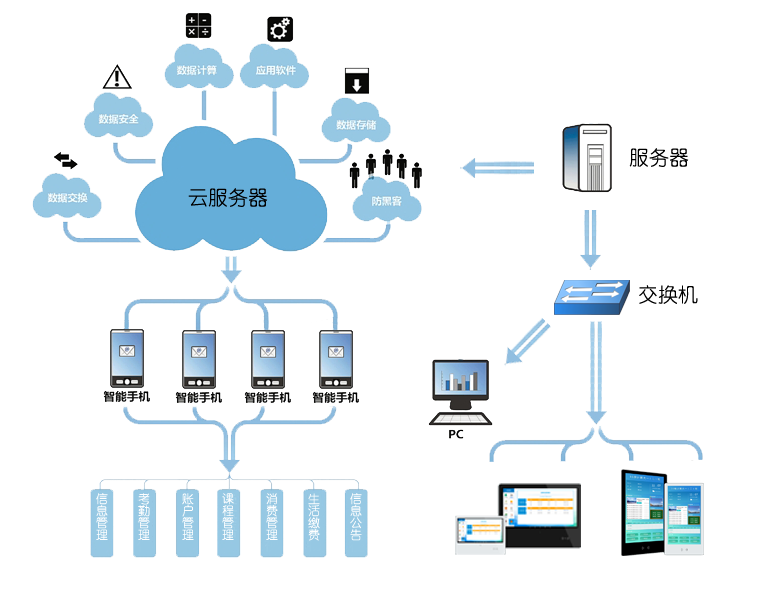 数据计算
应用软件
数据安全
数据存储
数据交换
云服务器
防黑客
服务器
交换机
智能手机
智能手机
智能手机
智能手机
PC
信息管理
考勤管理
账户管理
课程管理
消费管理
生活缴费
信息公告